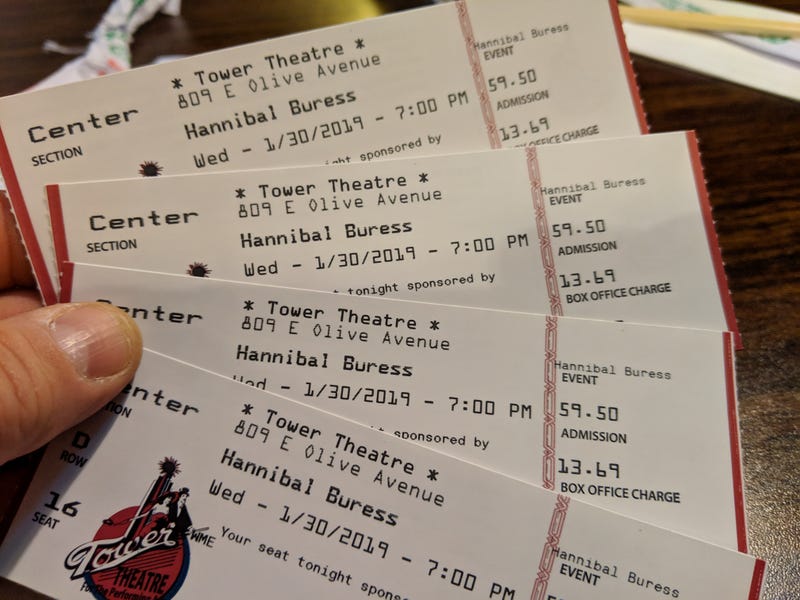 Center
SECTION
* Tower Theatre *
809 E Olive Avenue
Hannibal Buress
Wed - 1/30/2019 - 7:00 PM
sponsored by
Hannibal Buress
EVENT
59.50
ADMISSION
13.69
BOX OFFICE CHARGE
Center
SECTION
* Tower Theatre *
809 E Olive Avenue
Hannibal Buress
Wed - 1/30/2019 - 7:00 PM
tonight sponsored by
Hannibal Buress
EVENT
59.50
ADMISSION
13.69
BOX OFFICE CHARGE
Center
* Tower Theatre *
809 E Olive Avenue
Hannibal Buress
Wed - 1/30/2019 - 7:00 PM
sponsored by
Hannibal Buress
EVENT
59.50
ADMISSION
13.69
BOX OFFICE CHARGE
enter
ION
D
ROW
16
SEAT
Tower
THEATRE
WME
* Tower Theatre *
809 E Olive Avenue
Hannibal Buress
Wed - 1/30/2019 - 7:00 PM
Your seat tonight spons
Hannibal Buress
EVENT